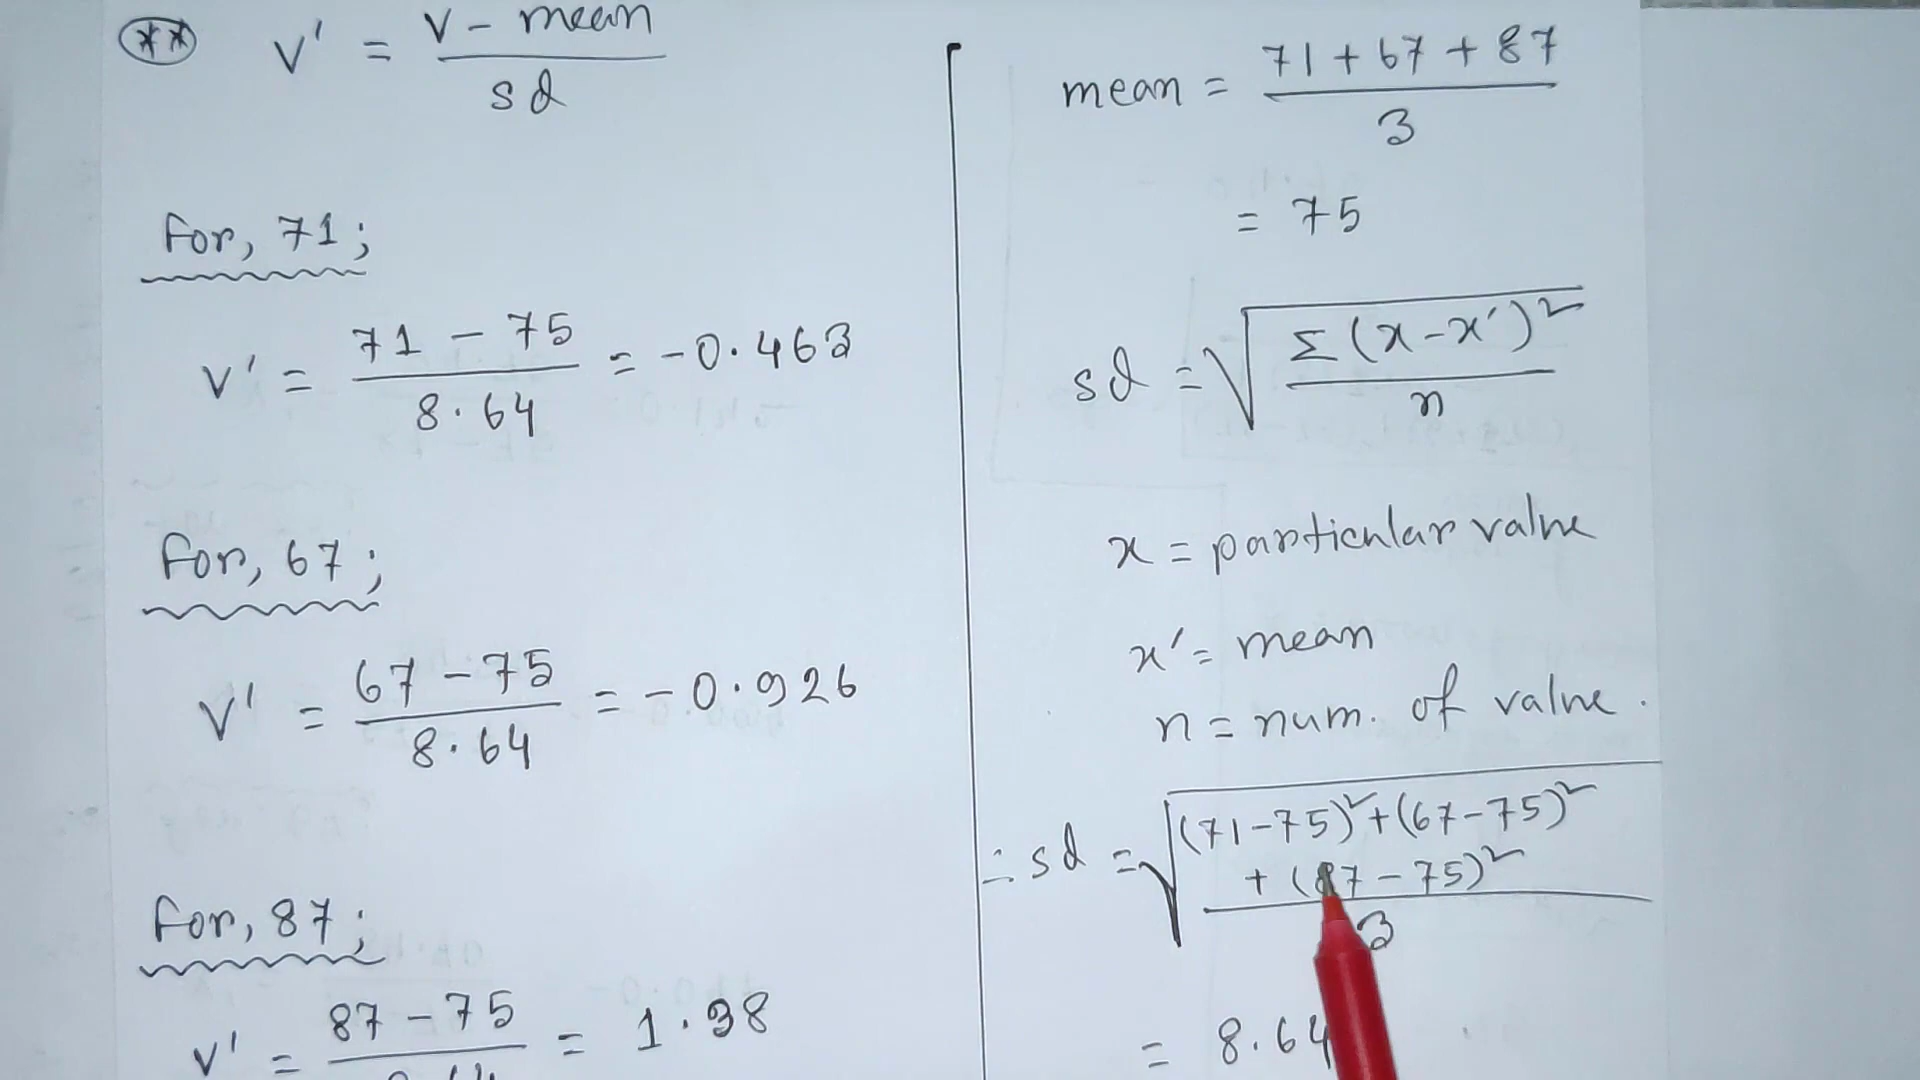 ** v' = (v - mean) / sd
For, 71;
v' = (71 - 75) / 8.64 = -0.463
For, 67;
v' = (67 - 75) / 8.64 = -0.926
For, 87;
v' = (87 - 75) / 8.64 = 1.38
mean = (71 + 67 + 87) / 3
= 75
sd = √(Σ(x - x')² / n)
x = particular value
x' = mean
n = num. of value.
∴ sd = √(((71 - 75)² + (67 - 75)²
+ (87 - 75)²) / 3)
= 8.64